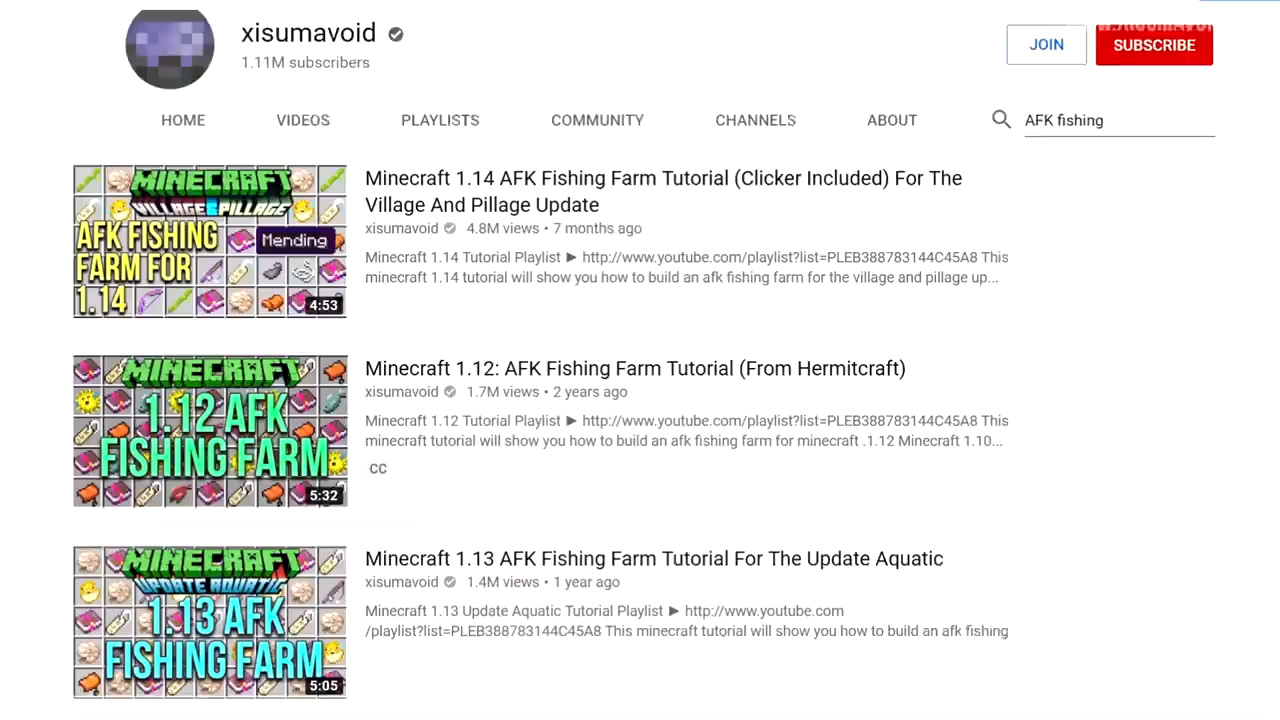 xisumavoid
1.11M subscribers
JOIN
SUBSCRIBE
HOME
VIDEOS
PLAYLISTS
COMMUNITY
CHANNELS
ABOUT
AFK fishing
MINECRAFT
VILLAGE & PILLAGE
AFK FISHING
Mending
FARM FOR
1.14
4:53
Minecraft 1.14 AFK Fishing Farm Tutorial (Clicker Included) For The
Village And Pillage Update
xisumavoid 4.8M views • 7 months ago
Minecraft 1.14 Tutorial Playlist ► http://www.youtube.com/playlist?list=PLEB388783144C45A8 This
minecraft 1.14 tutorial will show you how to build an afk fishing farm for the village and pillage up...
MINECRAFT
1.12 AFK
FISHING FARM
5:32
Minecraft 1.12: AFK Fishing Farm Tutorial (From Hermitcraft)
xisumavoid 1.7M views • 2 years ago
Minecraft 1.12 Tutorial Playlist ► http://www.youtube.com/playlist?list=PLEB388783144C45A8 This
minecraft tutorial will show you how to build an afk fishing farm for minecraft .1.12 Minecraft 1.10...
CC
MINECRAFT
UPDATE AQUATIC
1.13 AFK
FISHING FARM
5:05
Minecraft 1.13 AFK Fishing Farm Tutorial For The Update Aquatic
xisumavoid 1.4M views • 1 year ago
Minecraft 1.13 Update Aquatic Tutorial Playlist ► http://www.youtube.com
/playlist?list=PLEB388783144C45A8 This minecraft tutorial will show you how to build an afk fishing